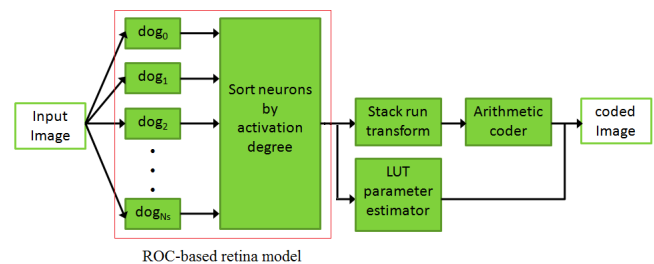 Input
Image
dog0
dog1
dog2
dogNs
Sort neurons
by
activation
degree
Stack run
transform
Arithmetic
coder
coded
Image
LUT
parameter
estimator
ROC-based retina model